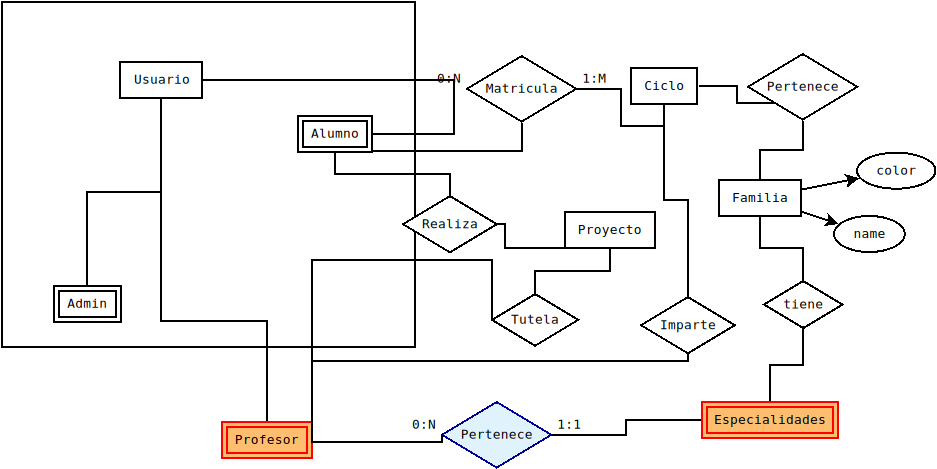 Usuario
0:N
Matricula
1:M
Ciclo
Pertenece
Alumno
color
Familia
Realiza
Proyecto
name
Admin
Tutela
Imparte
tiene
Profesor
0:N
Pertenece
1:1
Especialidades